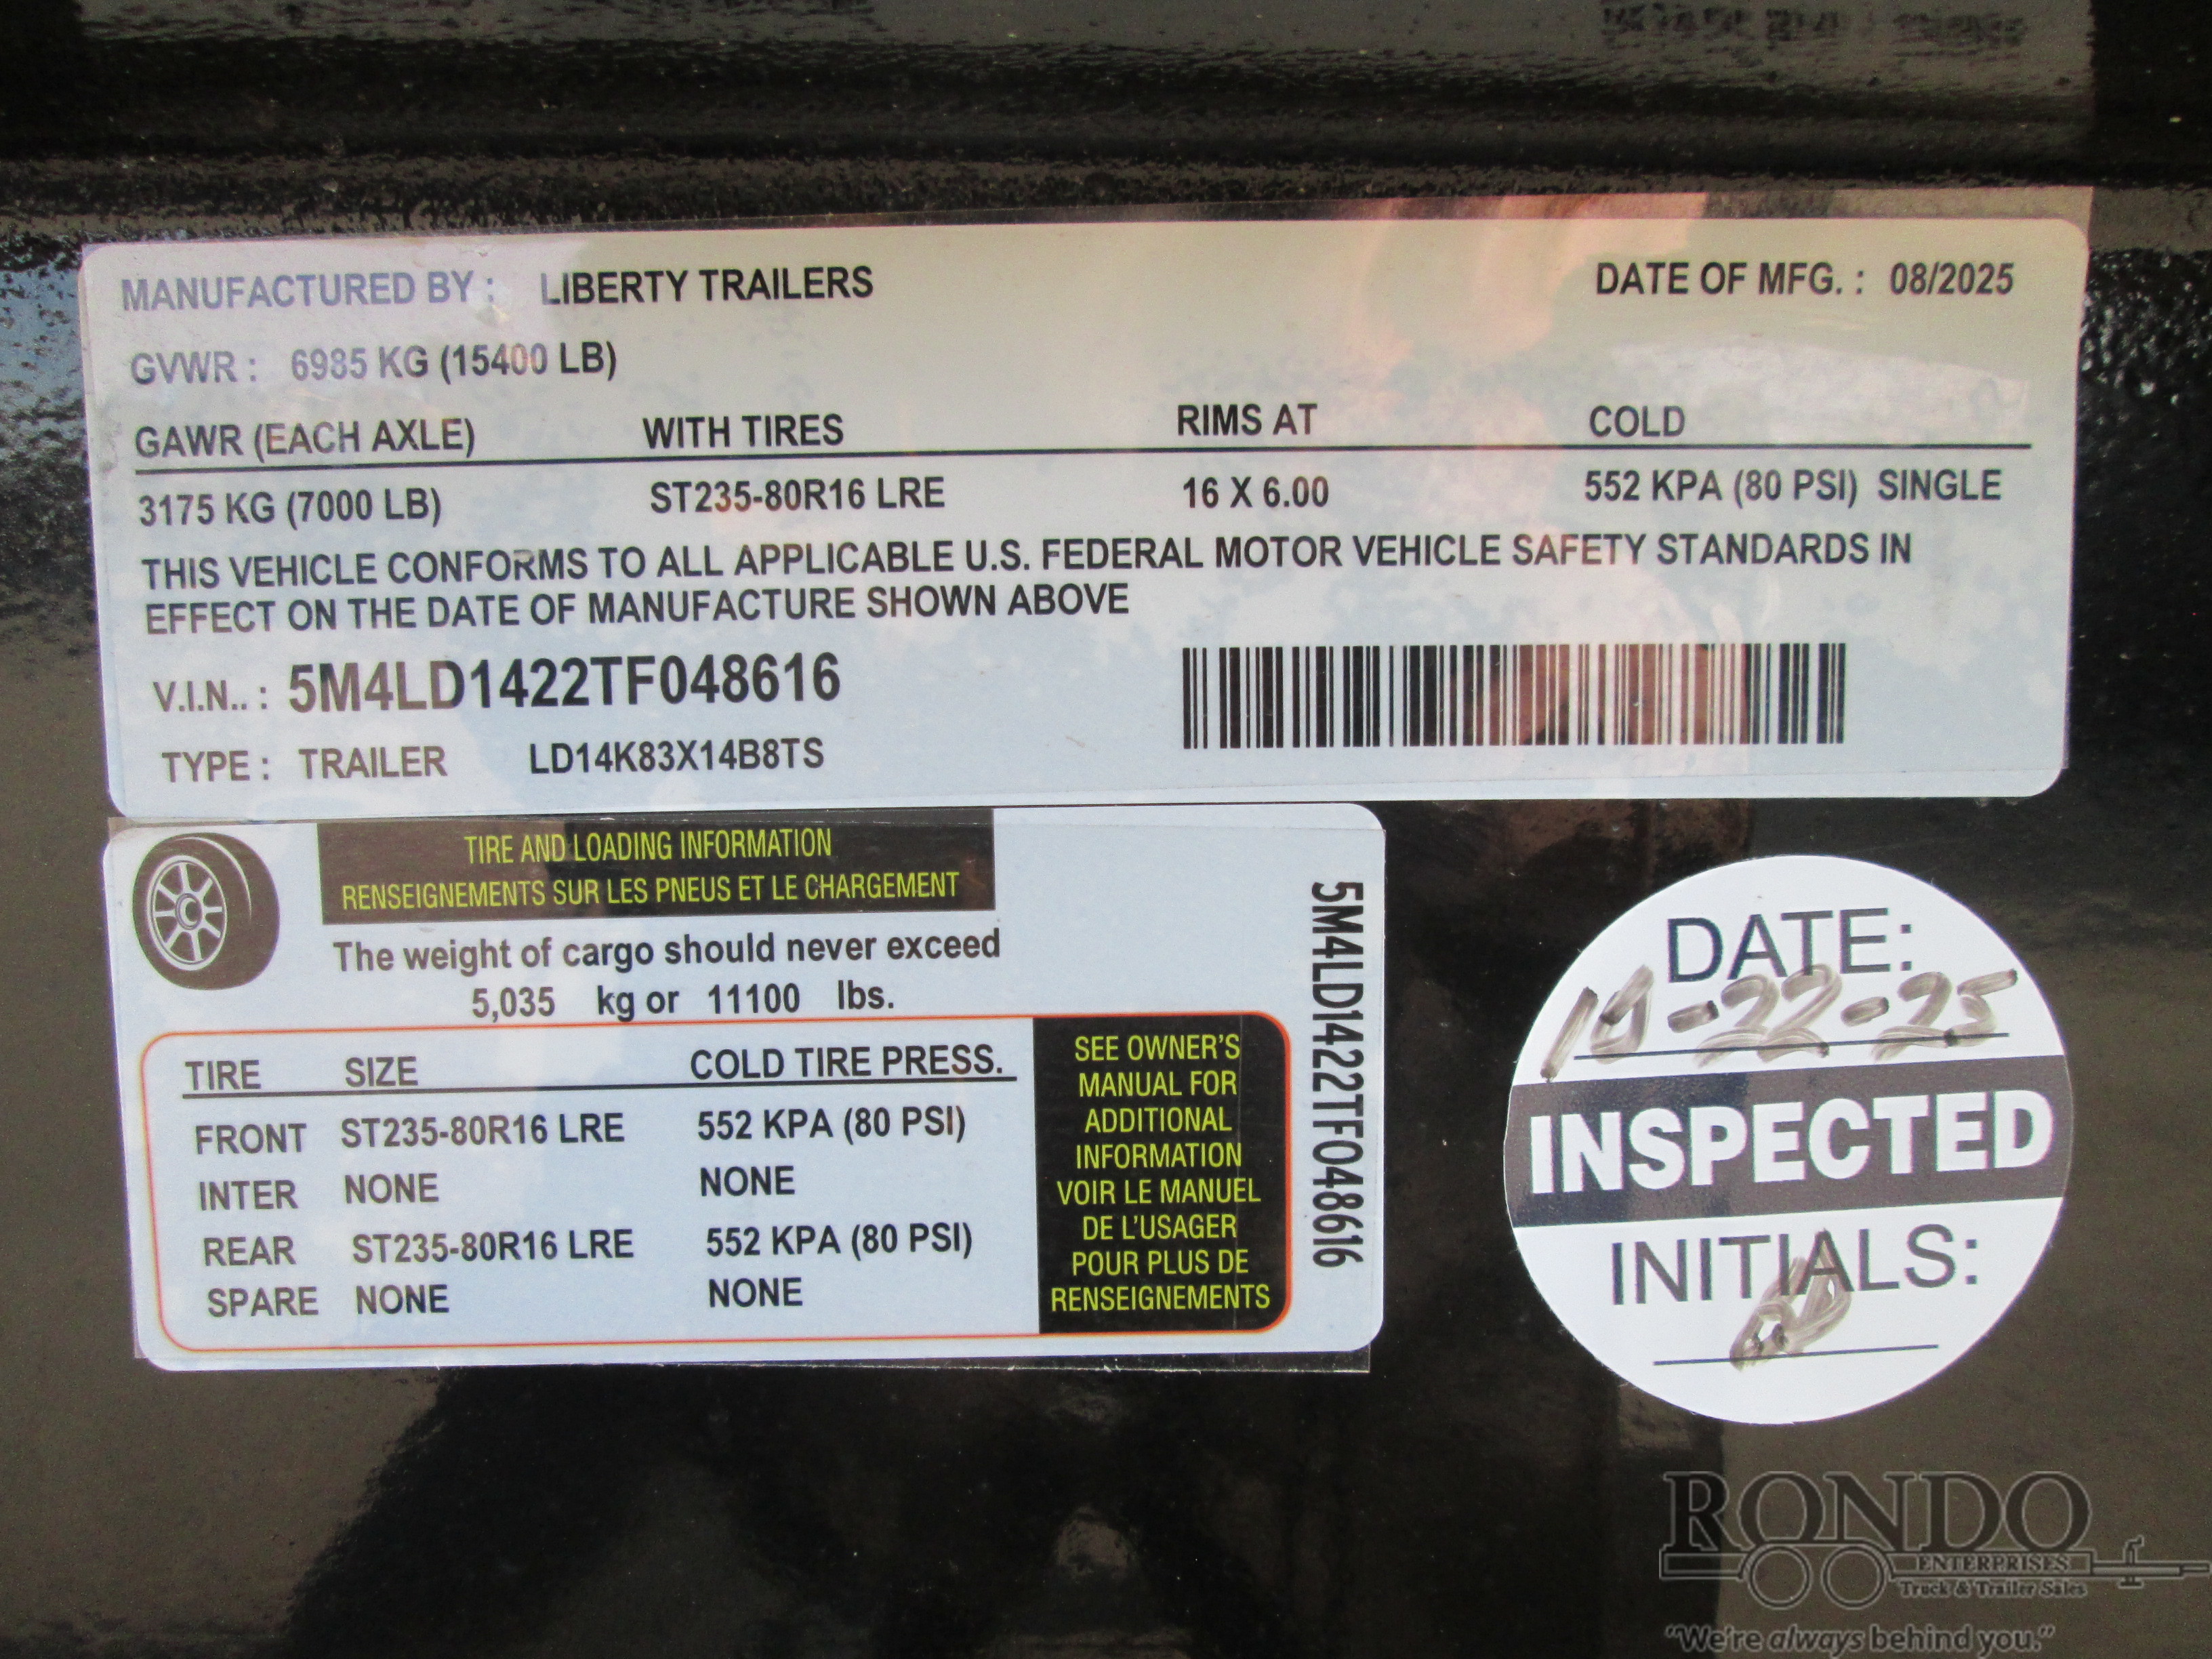 MANUFACTURED BY : LIBERTY TRAILERS DATE OF MFG. : 08/2025
GVWR : 6985 KG (15400 LB)
GAWR (EACH AXLE) WITH TIRES RIMS AT COLD
3175 KG (7000 LB) ST235-80R16 LRE 16 X 6.00 552 KPA (80 PSI) SINGLE
THIS VEHICLE CONFORMS TO ALL APPLICABLE U.S. FEDERAL MOTOR VEHICLE SAFETY STANDARDS IN
EFFECT ON THE DATE OF MANUFACTURE SHOWN ABOVE
V.I.N.. : 5M4LD1422TF048616
TYPE : TRAILER LD14K83X14B8TS
TIRE AND LOADING INFORMATION
RENSEIGNEMENTS SUR LES PNEUS ET LE CHARGEMENT
The weight of cargo should never exceed
5,035 kg or 11100 lbs.
TIRE SIZE COLD TIRE PRESS.
FRONT ST235-80R16 LRE 552 KPA (80 PSI)
INTER NONE NONE
REAR ST235-80R16 LRE 552 KPA (80 PSI)
SPARE NONE NONE
SEE OWNER'S
MANUAL FOR
ADDITIONAL
INFORMATION
VOIR LE MANUEL
DE L'USAGER
POUR PLUS DE
RENSEIGNEMENTS
5M4LD1422TF048616
DATE:
10-22-25
INSPECTED
INITIALS:
RONDO
ENTERPRISES
Truck & Trailer Sales
"We're always behind you."